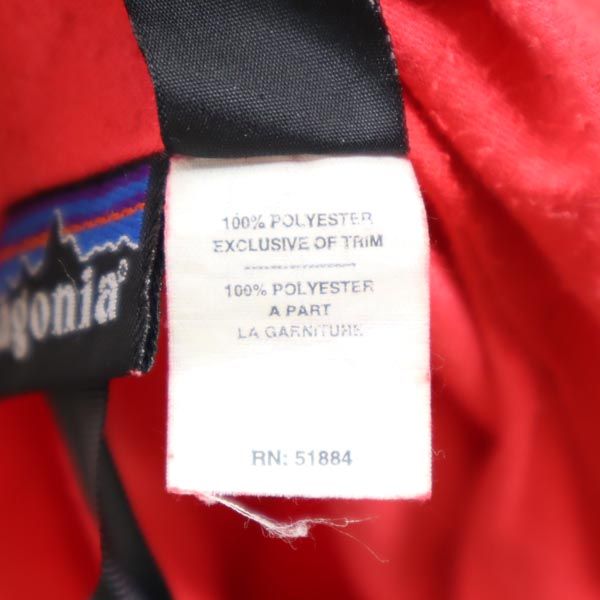 100% POLYESTER
EXCLUSIVE OF TRIM
100% POLYESTER
A PART
LA GARNITURE
RN: 51884
agonia®